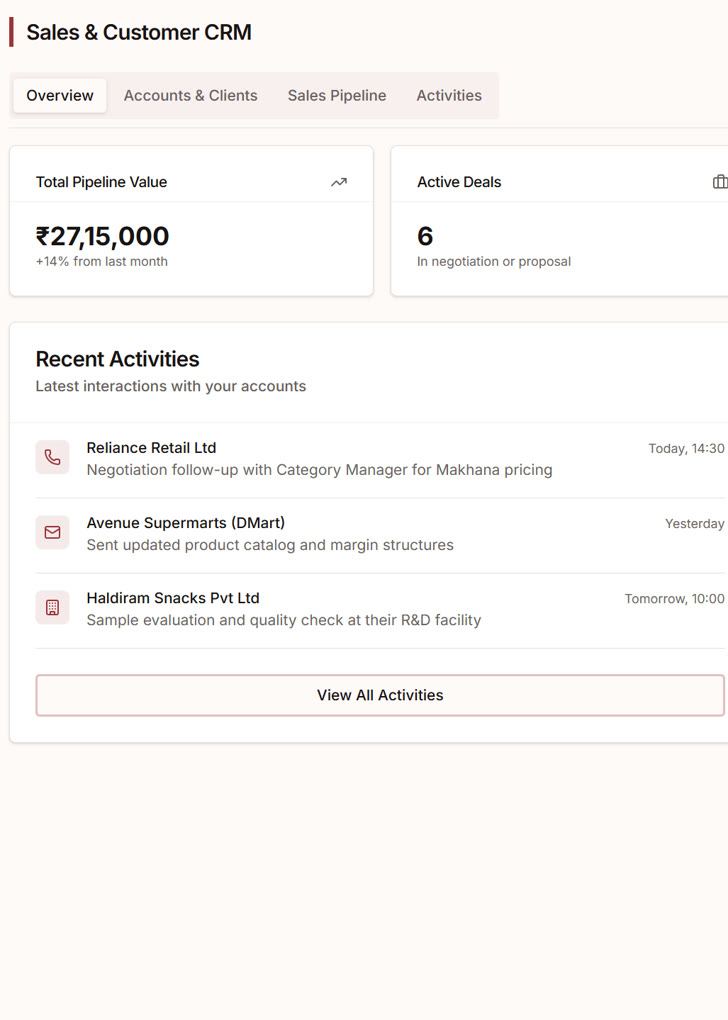 Sales & Customer CRM
Overview
Accounts & Clients
Sales Pipeline
Activities
Total Pipeline Value
₹27,15,000
+14% from last month
Active Deals
6
In negotiation or proposal
Recent Activities
Latest interactions with your accounts
Reliance Retail Ltd
Today, 14:30
Negotiation follow-up with Category Manager for Makhana pricing
Avenue Supermarts (DMart)
Yesterday
Sent updated product catalog and margin structures
Haldiram Snacks Pvt Ltd
Tomorrow, 10:00
Sample evaluation and quality check at their R&D facility
View All Activities